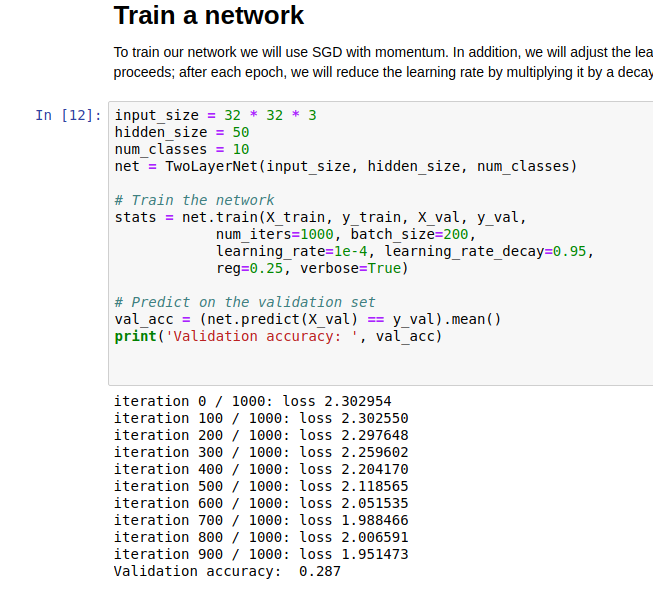 Train a network
To train our network we will use SGD with momentum. In addition, we will adjust the lea
proceeds; after each epoch, we will reduce the learning rate by multiplying it by a decay
In [12]:
input_size = 32 * 32 * 3
hidden_size = 50
num_classes = 10
net = TwoLayerNet(input_size, hidden_size, num_classes)
# Train the network
stats = net.train(X_train, y_train, X_val, y_val,
num_iters=1000, batch_size=200,
learning_rate=1e-4, learning_rate_decay=0.95,
reg=0.25, verbose=True)
# Predict on the validation set
val_acc = (net.predict(X_val) == y_val).mean()
print('Validation accuracy: ', val_acc)
iteration 0 / 1000: loss 2.302954
iteration 100 / 1000: loss 2.302550
iteration 200 / 1000: loss 2.297648
iteration 300 / 1000: loss 2.259602
iteration 400 / 1000: loss 2.204170
iteration 500 / 1000: loss 2.118565
iteration 600 / 1000: loss 2.051535
iteration 700 / 1000: loss 1.988466
iteration 800 / 1000: loss 2.006591
iteration 900 / 1000: loss 1.951473
Validation accuracy:  0.287